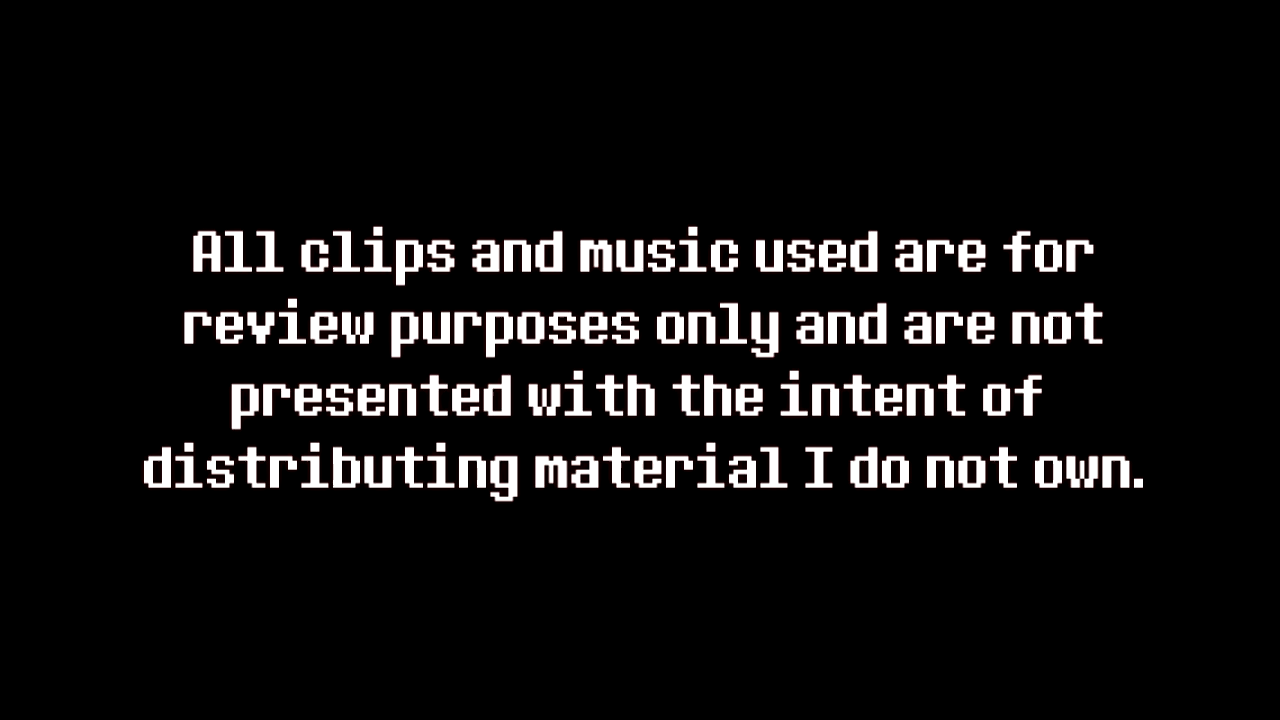 All clips and music used are for
review purposes only and are not
presented with the intent of
distributing material I do not own.